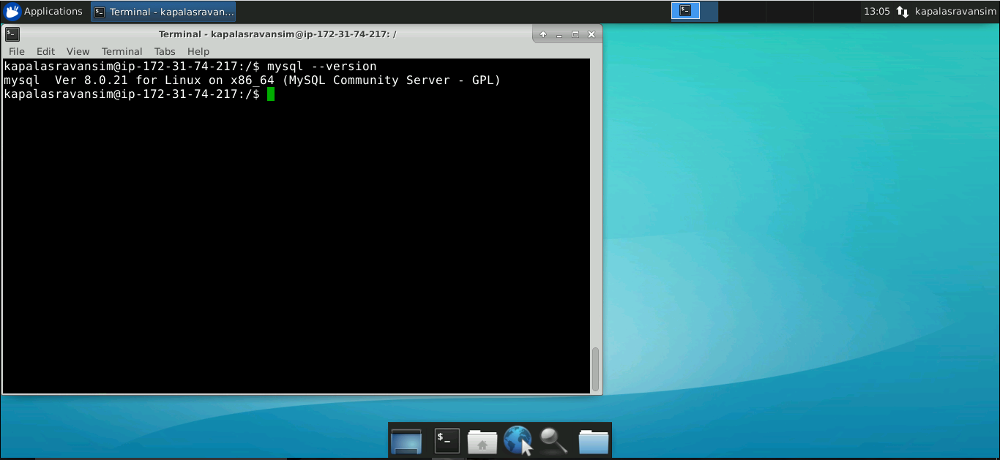 Applications Terminal - kapalasravan... 13:05 kapalasravansim
Terminal - kapalasravansim@ip-172-31-74-217: /
File Edit View Terminal Tabs Help
kapalasravansim@ip-172-31-74-217:/$ mysql --version
mysql  Ver 8.0.21 for Linux on x86_64 (MySQL Community Server - GPL)
kapalasravansim@ip-172-31-74-217:/$